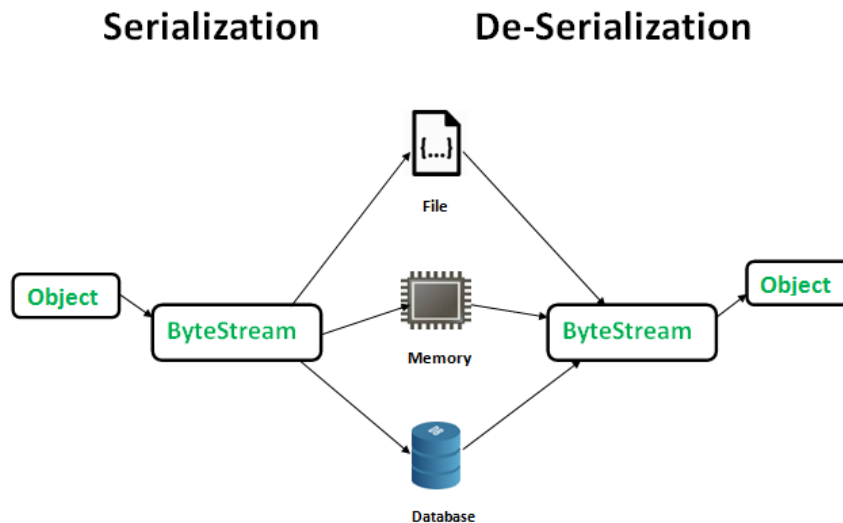 Serialization
De-Serialization
{...}
File
Object
ByteStream
Memory
ByteStream
Object
Database